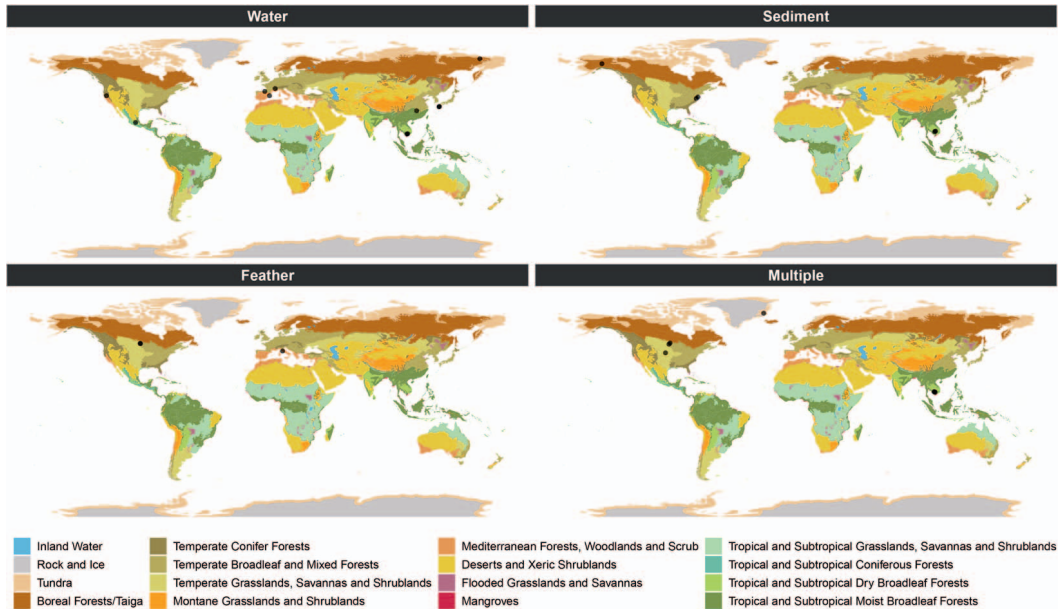 Water
Sediment
Feather
Multiple
Inland Water
Rock and Ice
Tundra
Boreal Forests/Taiga
Temperate Conifer Forests
Temperate Broadleaf and Mixed Forests
Temperate Grasslands, Savannas and Shrublands
Montane Grasslands and Shrublands
Mediterranean Forests, Woodlands and Scrub
Deserts and Xeric Shrublands
Flooded Grasslands and Savannas
Mangroves
Tropical and Subtropical Grasslands, Savannas and Shrublands
Tropical and Subtropical Coniferous Forests
Tropical and Subtropical Dry Broadleaf Forests
Tropical and Subtropical Moist Broadleaf Forests